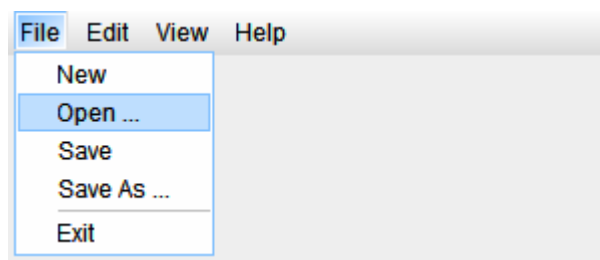 File Edit View Help
New
Open ...
Save
Save As ...
Exit